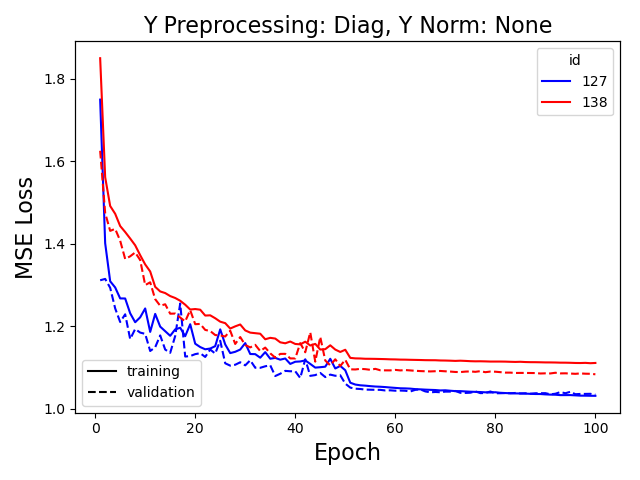 Y Preprocessing: Diag, Y Norm: None
id
127
138
1.8
1.6
1.4
1.2
1.0
MSE Loss
training
validation
0 20 40 60 80 100
Epoch